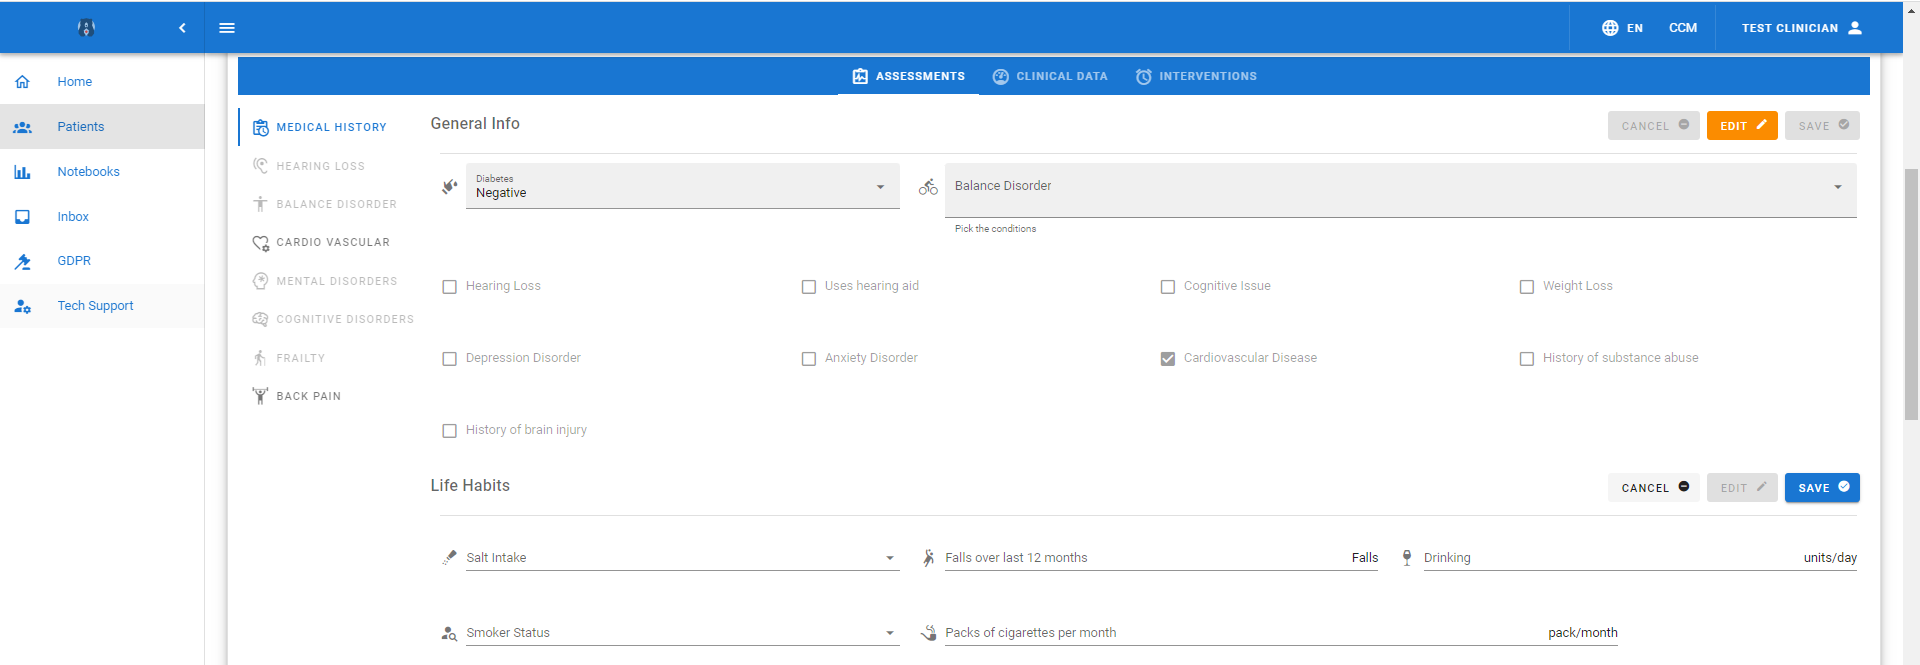 EN
CCM
TEST CLINICIAN
Home
Patients
Notebooks
Inbox
GDPR
Tech Support
ASSESSMENTS
CLINICAL DATA
INTERVENTIONS
MEDICAL HISTORY
HEARING LOSS
BALANCE DISORDER
CARDIO VASCULAR
MENTAL DISORDERS
COGNITIVE DISORDERS
FRAILTY
BACK PAIN
General Info
CANCEL
EDIT
SAVE
Diabetes
Negative
Balance Disorder
Pick the conditions
Hearing Loss
Uses hearing aid
Cognitive Issue
Weight Loss
Depression Disorder
Anxiety Disorder
Cardiovascular Disease
History of substance abuse
History of brain injury
Life Habits
CANCEL
EDIT
SAVE
Salt Intake
Falls over last 12 months
Falls
Drinking
units/day
Smoker Status
Packs of cigarettes per month
pack/month